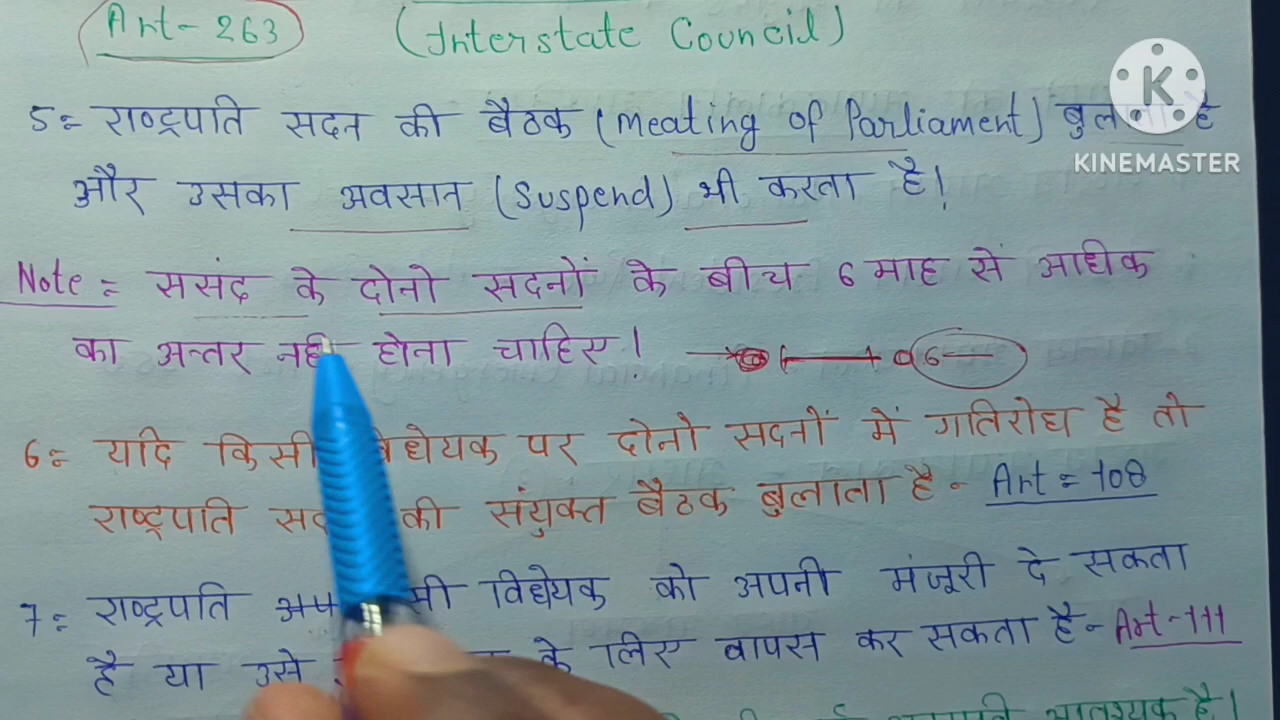 Art - 263 (Interstate Council)
KINEMASTER
5 = राष्ट्रपति सदन की बैठक (Meating of Parliament) है
और उसका अवसान (Suspend) भी करता है।
Note = ससंद के दोनो सदनों के बीच 6 माह से अधिक
का अन्तर नही होना चाहिए।
6 = यदि किसी पर दोनो सदनों में गतिरोध है तो
राष्ट्रपति की संयुक्त बैठक बुलाता है - Art = 108
7 = राष्ट्रपति विधेयक को अपनी मंजूरी दे सकता
है या उसे के लिए वापस कर सकता है - Art - 111